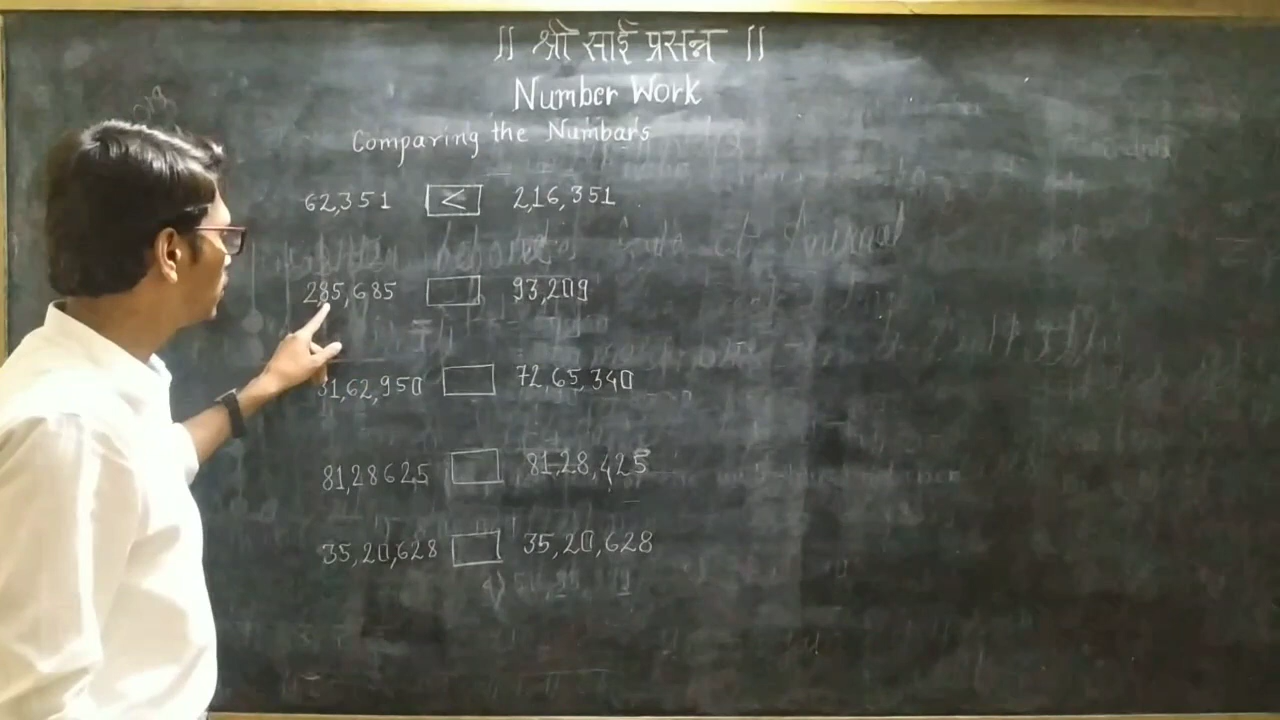 ॥ श्री साई प्रसन्न ॥
Number Work
Comparing the Numbars
62,351 < 2,16,351
285,685 93,209
31,62,950 72,65,340
81,28625 81,28,425
35,20,628 35,20,628